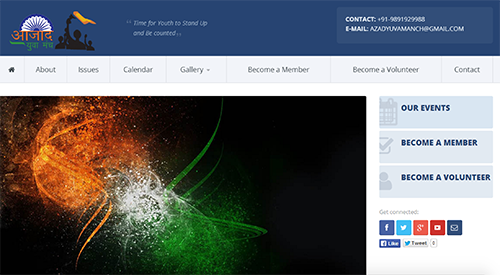 आज़ाद
युवा मंच
“ Time for Youth to Stand Up
and Be counted ”
CONTACT: +91-9891929988
E-MAIL: AZADYUVAMANCH@GMAIL.COM
About Issues Calendar Gallery Become a Member Become a Volunteer Contact
OUR EVENTS
BECOME A MEMBER
BECOME A VOLUNTEER
Get connected:
Like Tweet 0